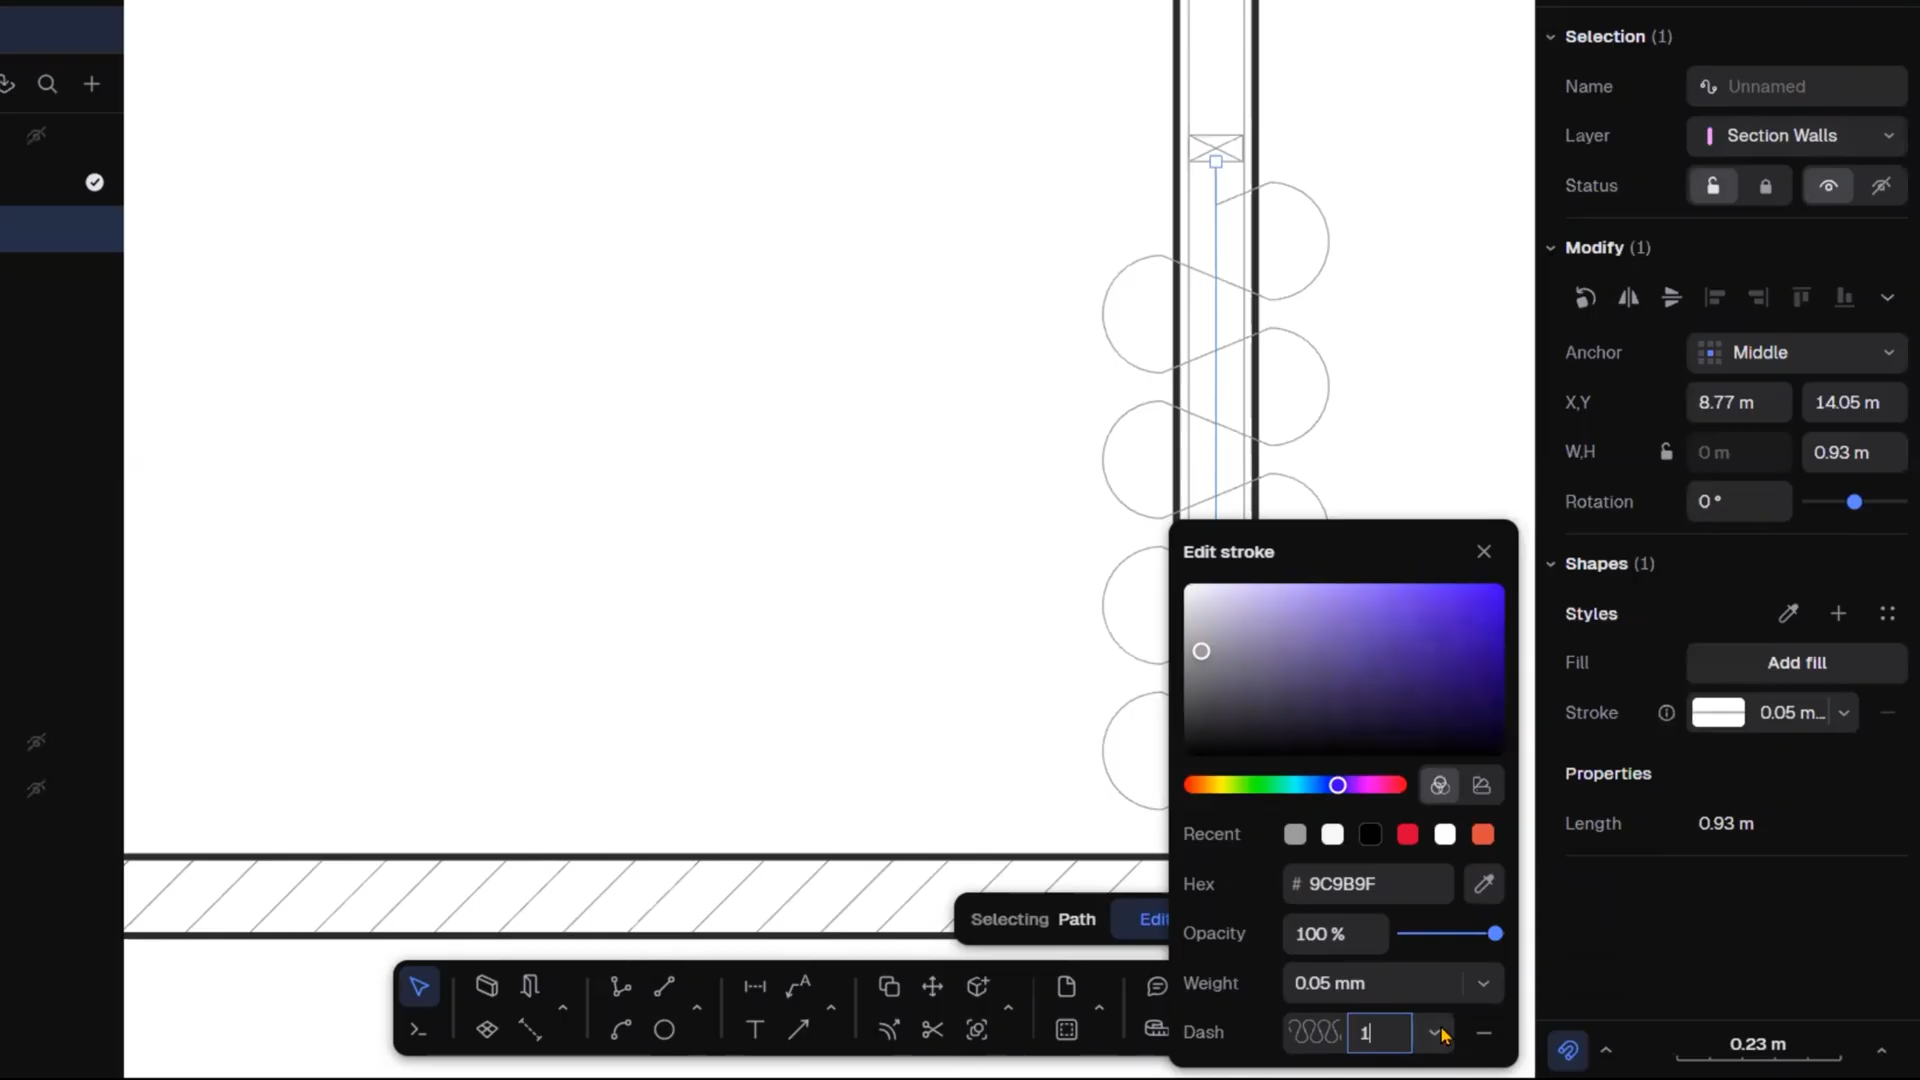 Selection (1)
Name
Unnamed
Layer
Section Walls
Status
Modify (1)
Anchor
Middle
X,Y
8.77 m
14.05 m
W,H
0 m
0.93 m
Rotation
0 °
Shapes (1)
Styles
Fill
Add fill
Stroke
0.05 m...
Properties
Length
0.93 m
Edit stroke
Recent
Hex
# 9C9B9F
Opacity
100 %
Weight
0.05 mm
Dash
1
Selecting Path
Edit
0.23 m